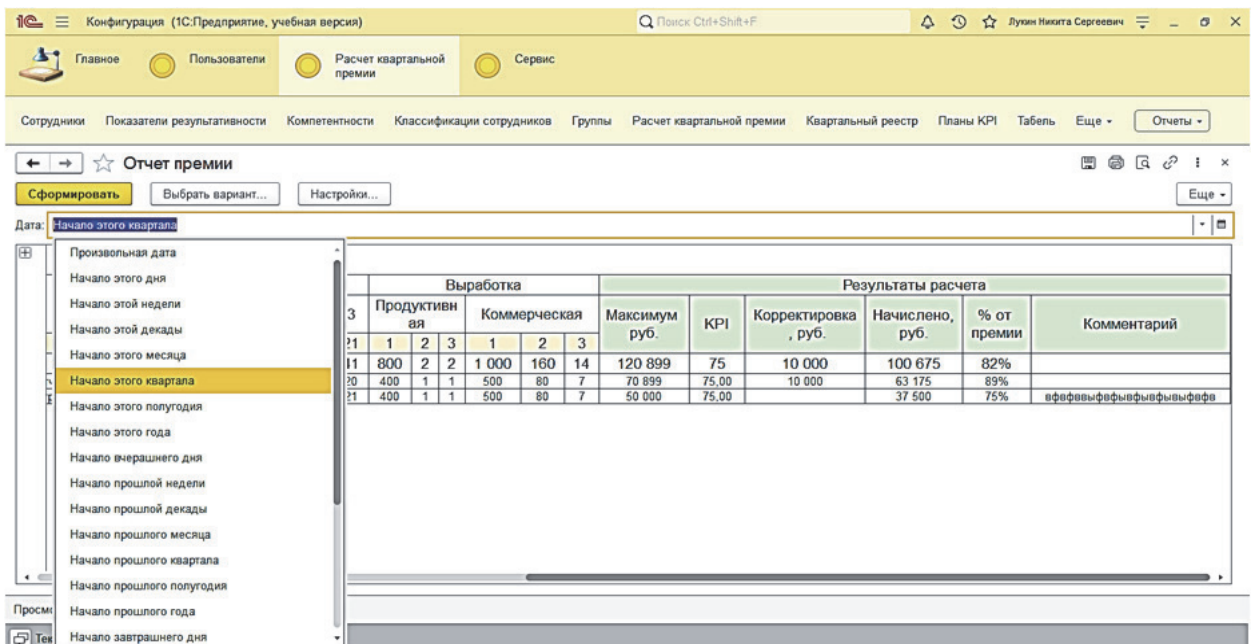 1С Конфигурация (1С:Предприятие, учебная версия) Поиск Ctrl+Shift+F Лукин Никита Сергеевич
Главное Пользователи Расчет квартальной Сервис
премии
Сотрудники Показатели результативности Компетентности Классификации сотрудников Группы Расчет квартальной премии Квартальный реестр Планы KPI Табель Еще Отчеты
Отчет премии
Сформировать Выбрать вариант... Настройки... Еще
Дата: Начало этого квартала
Произвольная дата
Начало этого дня
Начало этой недели
Начало этой декады
Начало этого месяца
Начало этого квартала
Начало этого полугодия
Начало этого года
Начало вчерашнего дня
Начало прошлой недели
Начало прошлой декады
Начало прошлого месяца
Начало прошлого квартала
Начало прошлого полугодия
Начало прошлого года
Начало завтрашнего дня
Выработка Результаты расчета
3 Продуктивн Коммерческая Максимум KPI Корректировка Начислено, % от Комментарий
ая руб. , руб. руб. премии
21 1 2 3 1 2 3
11 800 2 2 1 000 160 14 120 899 75 10 000 100 675 82%
20 400 1 1 500 80 7 70 899 75,00 10 000 63 175 89%
21 400 1 1 500 80 7 50 000 75,00 37 500 75%
Просмо
Тек